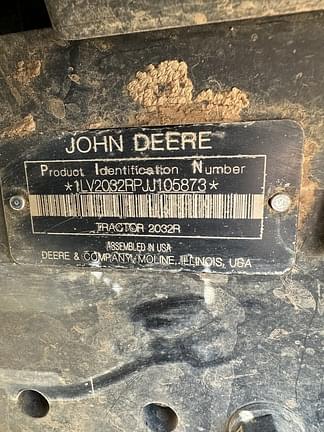 JOHN DEERE
Product Identification Number
*1LV2032RPJJ105873*
TRACTOR 2032R
ASSEMBLED IN USA
DEERE & COMPANY, MOLINE, ILLINOIS, USA